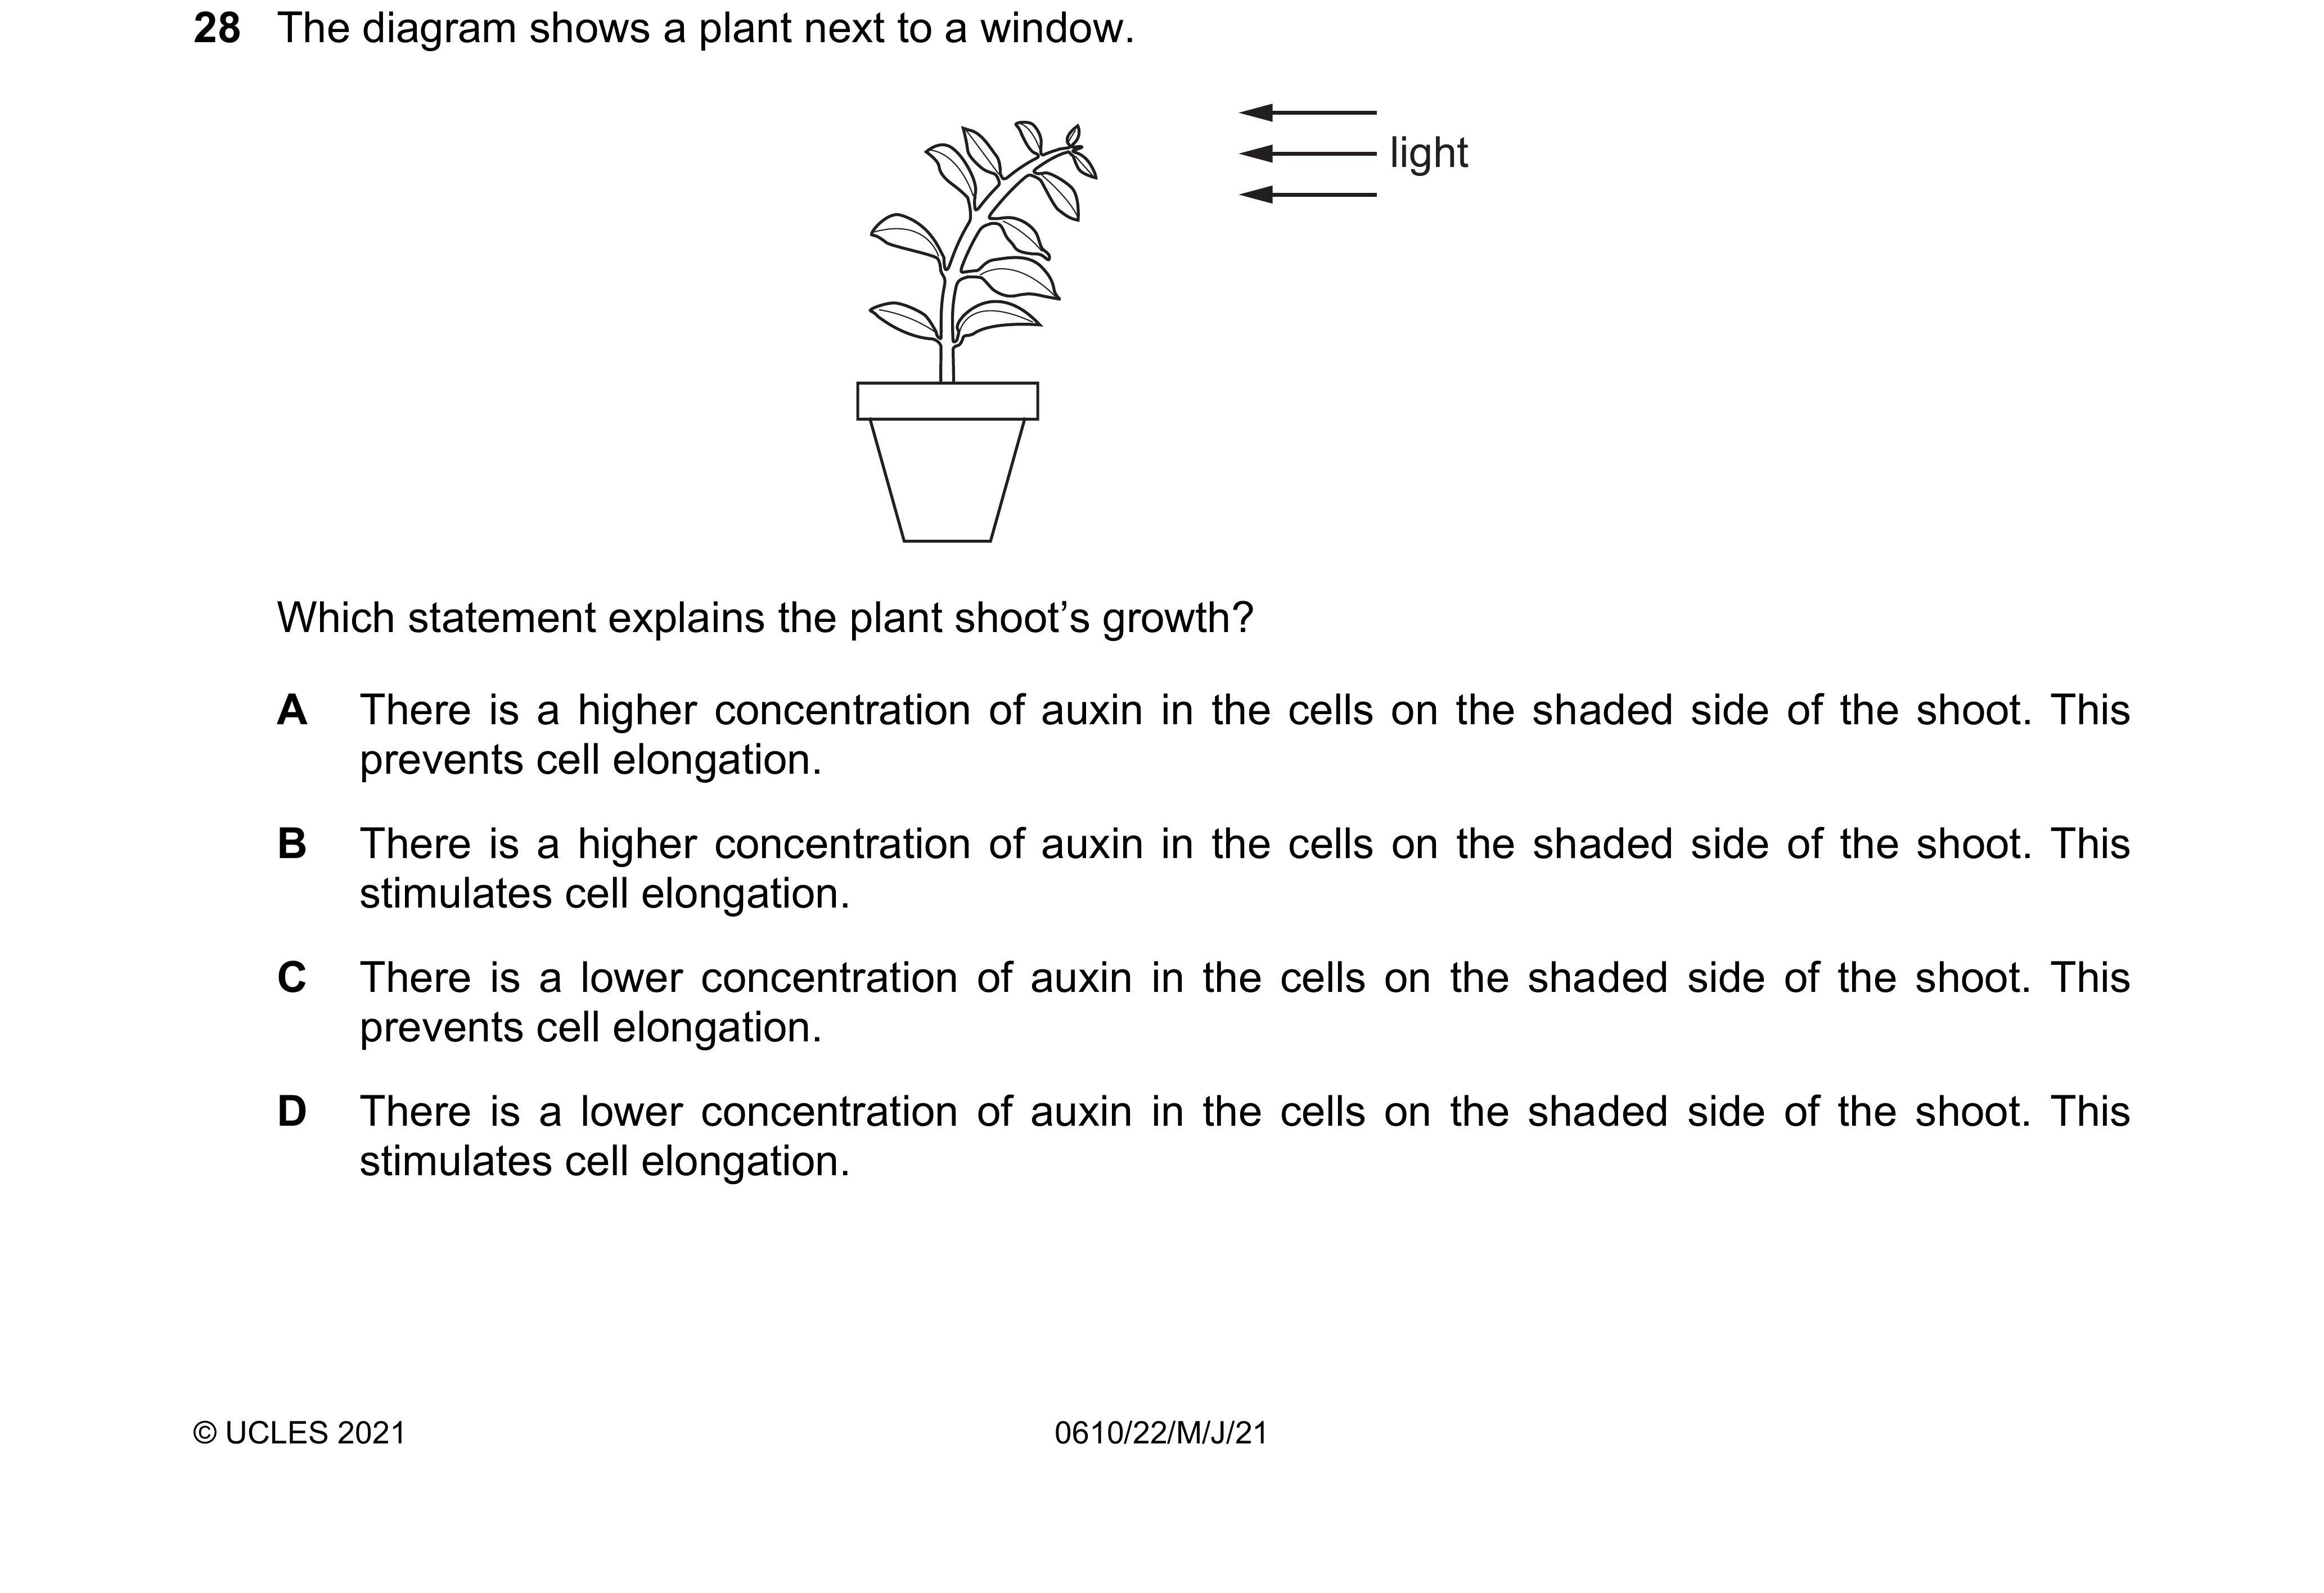 28 The diagram shows a plant next to a window.
light
Which statement explains the plant shoot’s growth?
A There is a higher concentration of auxin in the cells on the shaded side of the shoot. This
prevents cell elongation.
B There is a higher concentration of auxin in the cells on the shaded side of the shoot. This
stimulates cell elongation.
C There is a lower concentration of auxin in the cells on the shaded side of the shoot. This
prevents cell elongation.
D There is a lower concentration of auxin in the cells on the shaded side of the shoot. This
stimulates cell elongation.
© UCLES 2021 0610/22/M/J/21